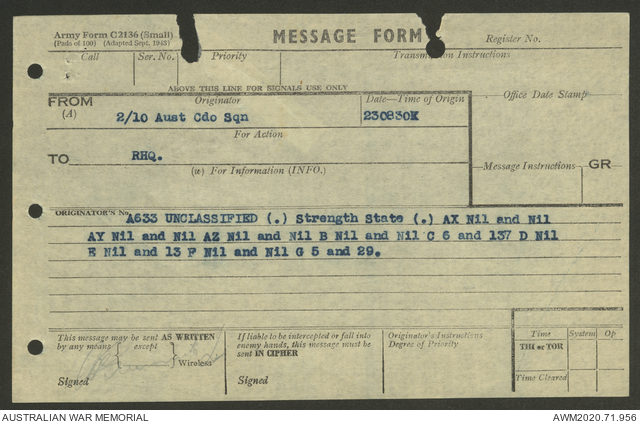 Army Form C2136 (Small)
(Pads of 100) (Adapted Sept. 1943)
MESSAGE FORM
Register No.
Call
Ser. No.
Priority
Transmission Instructions
ABOVE THIS LINE FOR SIGNALS USE ONLY
FROM
(A)
Originator
2/10 Aust Cdo Sqn
Date—Time of Origin
230830K
Office Date Stamp
For Action
TO
RHQ.
(w) For Information (INFO.)
Message Instructions
GR
ORIGINATOR'S No.
A633 UNCLASSIFIED (.) Strength State (.) AX Nil and Nil
AY Nil and Nil AZ Nil and Nil B Nil and Nil C 6 and 137 D Nil
E Nil and 13 F Nil and Nil G 5 and 29.
This message may be sent AS WRITTEN
by any means
except
Wireless
Signed
If liable to be intercepted or fall into
enemy hands, this message must be
sent IN CIPHER
Signed
Originator's Instructions
Degree of Priority
Time
System
Op
THI or TOR
Time Cleared
AUSTRALIAN WAR MEMORIAL
AWM2020.71.956